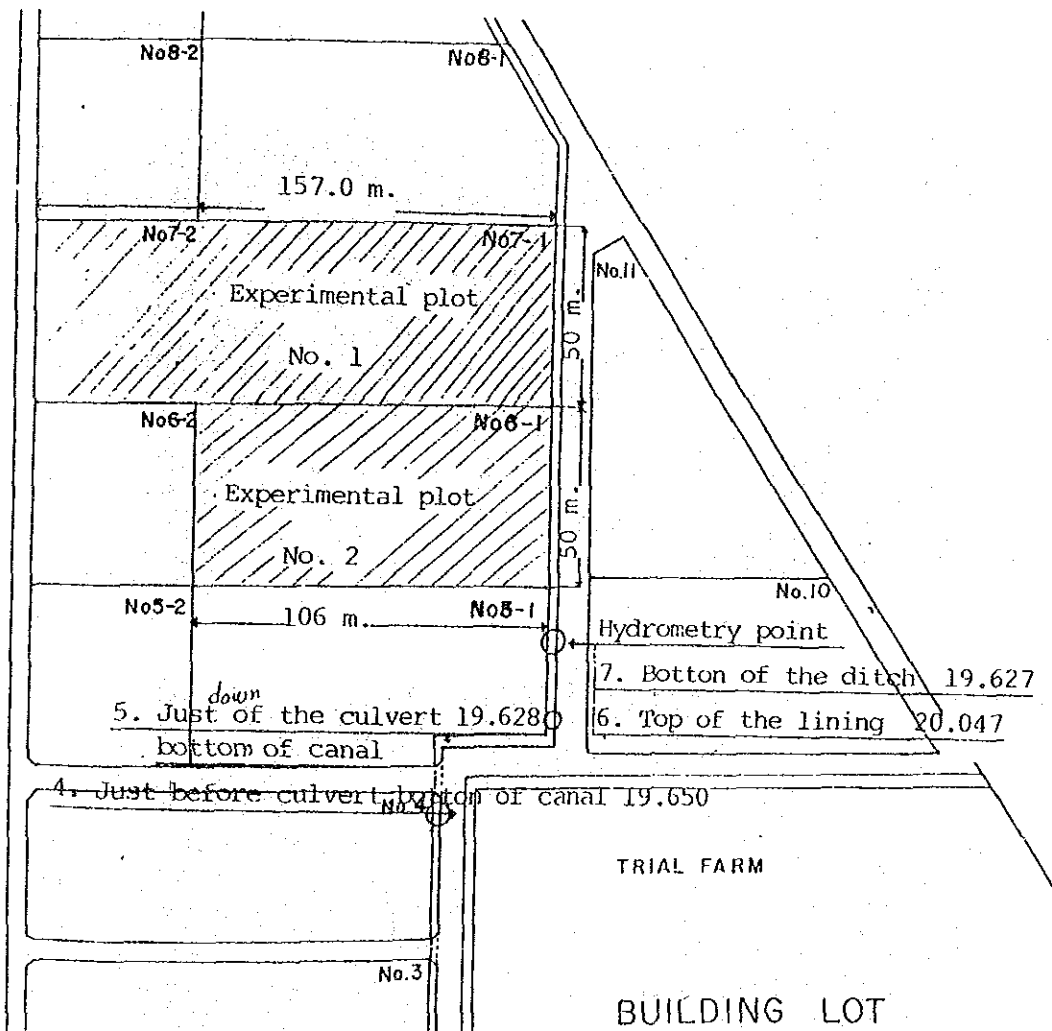 No8-2
No8-1
157.0 m.
No7-2
No7-1
No.11
Experimental plot
50 m.
No. 1
No6-2
No6-1
Experimental plot
50 m.
No. 2
No5-2
106 m.
No5-1
No.10
Hydrometry point
7. Botton of the ditch 19.627
down
5. Just of the culvert 19.628
6. Top of the lining 20.047
bottom of canal
4. Just before culvert botton of canal 19.650
No.4
TRIAL FARM
No.3
BUILDING LOT